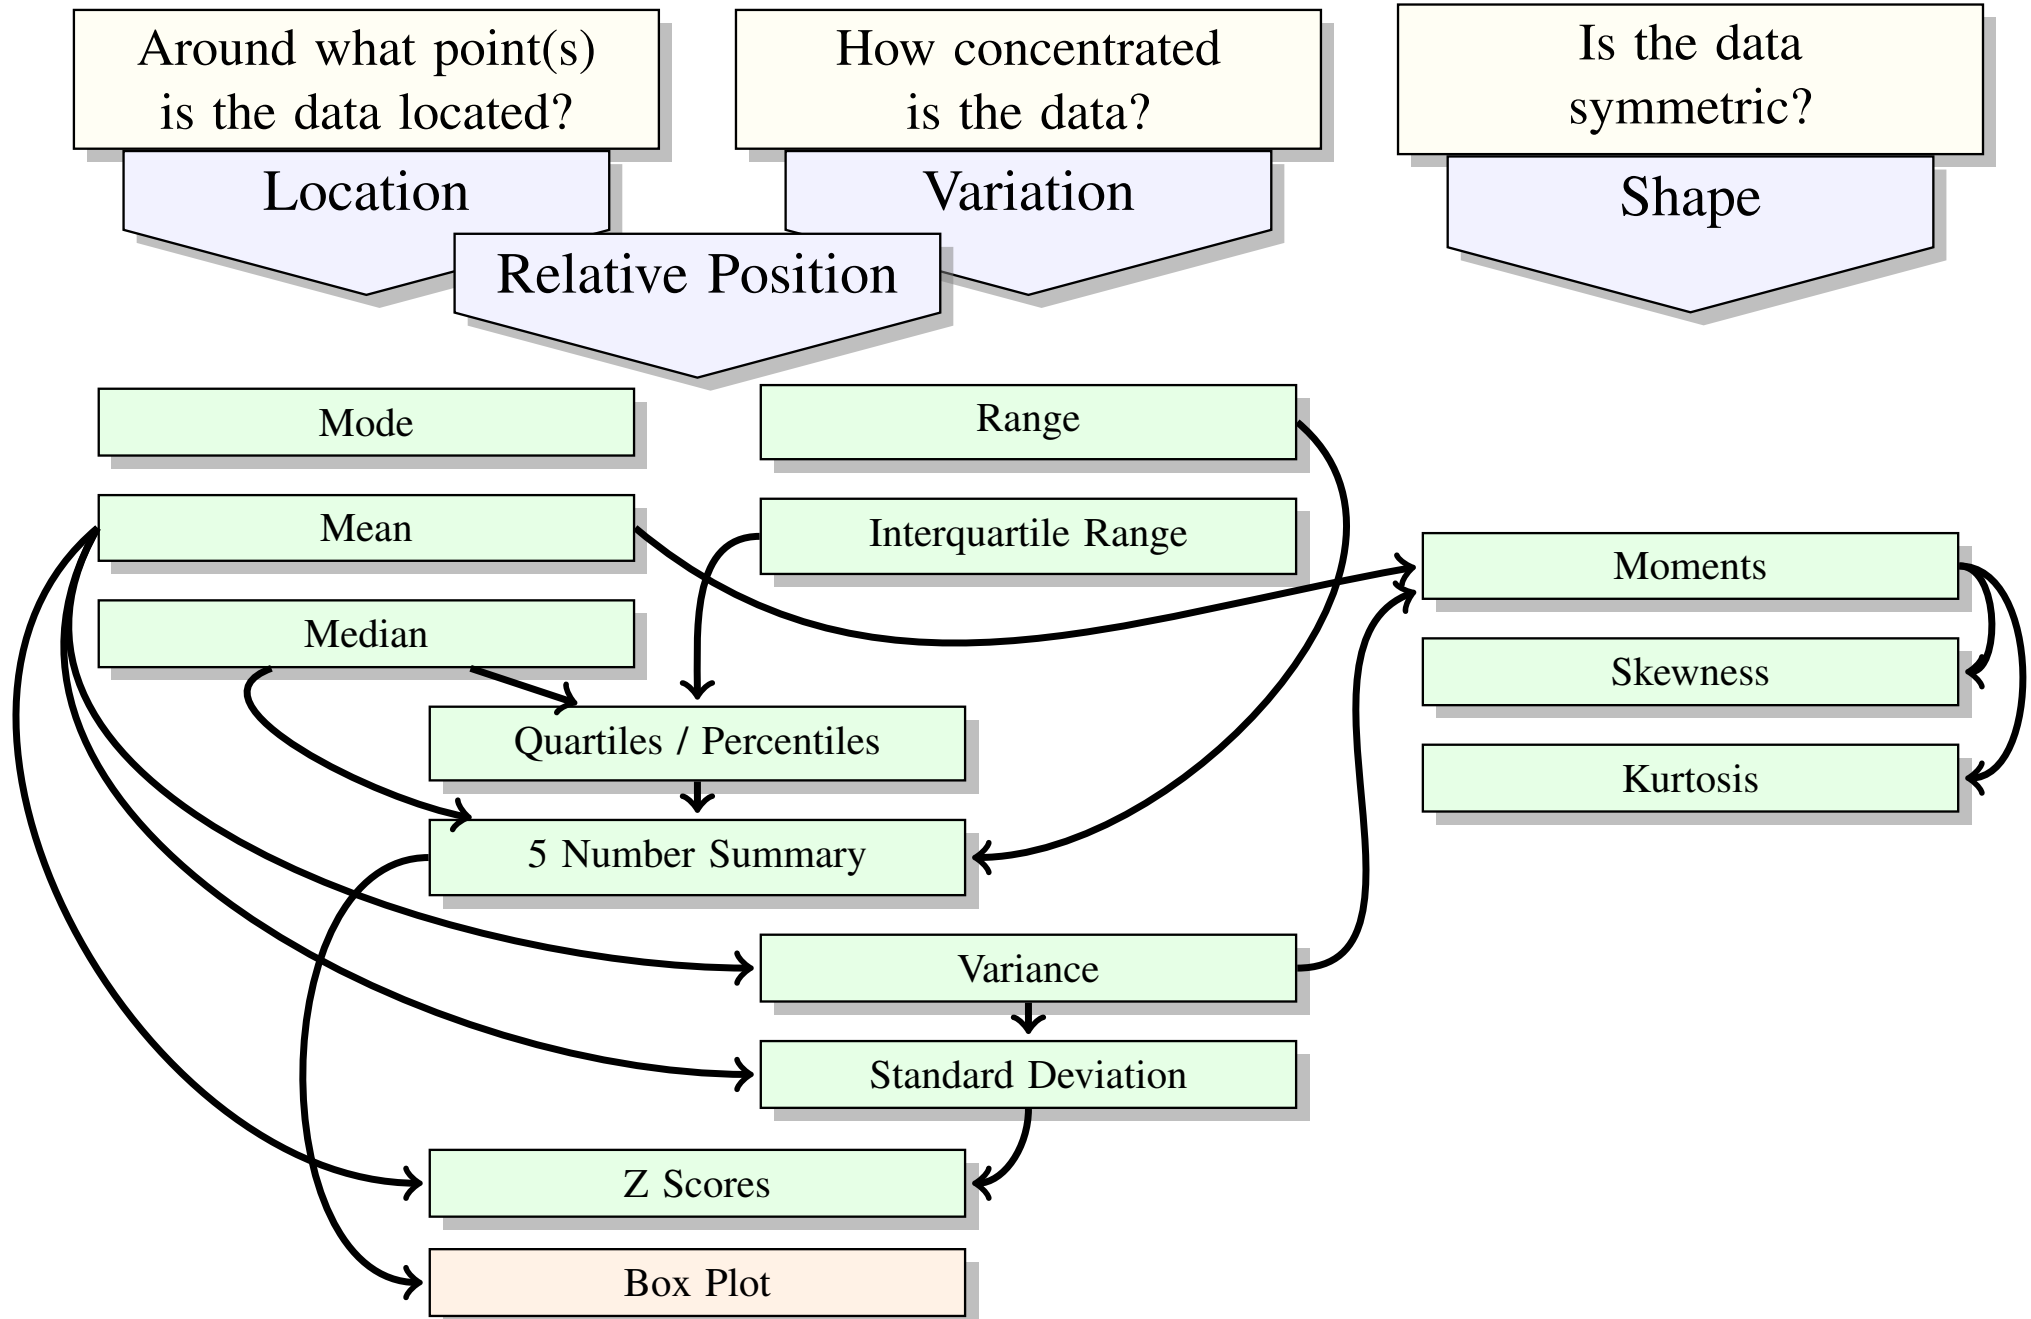 Around what point(s)
is the data located?
How concentrated
is the data?
Is the data
symmetric?
Location
Variation
Shape
Relative Position
Mode
Range
Mean
Interquartile Range
Moments
Median
Skewness
Quartiles / Percentiles
Kurtosis
5 Number Summary
Variance
Standard Deviation
Z Scores
Box Plot